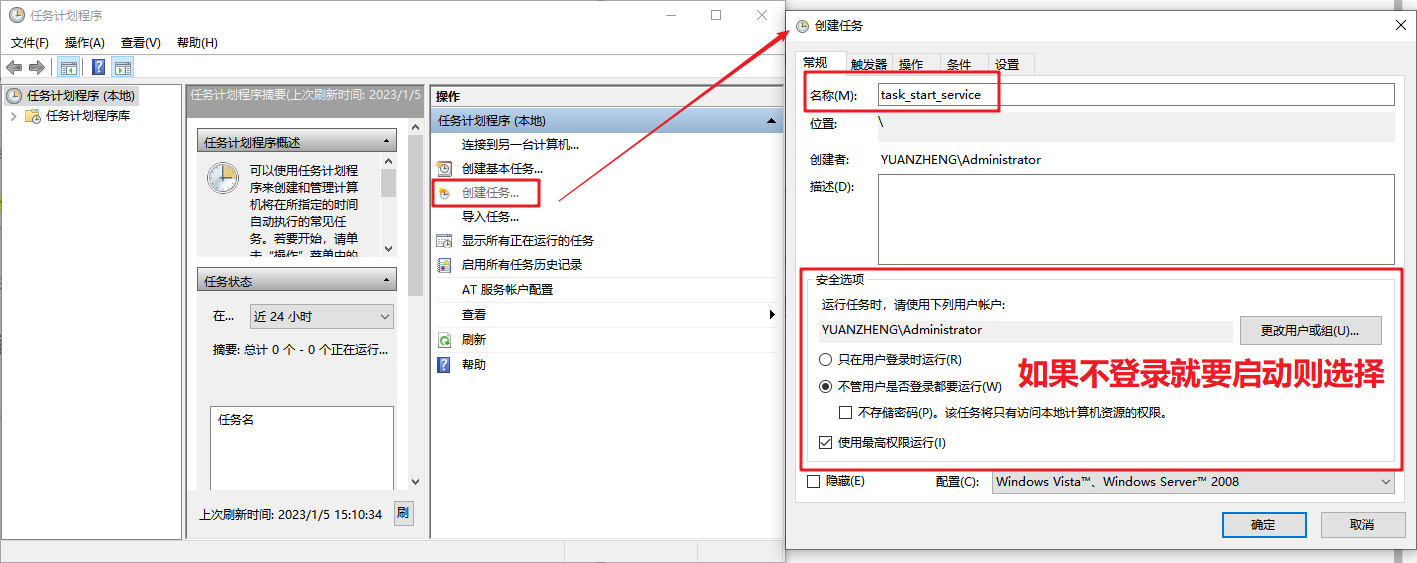 任务计划程序
文件(F) 操作(A) 查看(V) 帮助(H)
任务计划程序 (本地)
任务计划程序库
任务计划程序摘要(上次刷新时间: 2023/1/5
任务计划程序概述
可以使用任务计划程
序来创建和管理计算
机将在所指定的时间
自动执行的常见任
务。若要开始，请单
击“操作”菜单中的
任务状态
在... 近 24 小时
摘要: 总计 0 个 - 0 个正在运行...
任务名
上次刷新时间: 2023/1/5 15:10:34 刷
操作
任务计划程序 (本地)
连接到另一台计算机...
创建基本任务...
创建任务...
导入任务...
显示所有正在运行的任务
启用所有任务历史记录
AT 服务帐户配置
查看
刷新
帮助
创建任务
常规 触发器 操作 条件 设置
名称(M): task_start_service
位置: \
创建者: YUANZHENG\Administrator
描述(D):
安全选项
运行任务时，请使用下列用户帐户:
YUANZHENG\Administrator 更改用户或组(U)...
只在用户登录时运行(R)
不管用户是否登录都要运行(W)
如果不登录就要启动则选择
不存储密码(P)。该任务将只有访问本地计算机资源的权限。
使用最高权限运行(I)
隐藏(E) 配置(C): Windows Vista™、Windows Server™ 2008
确定 取消